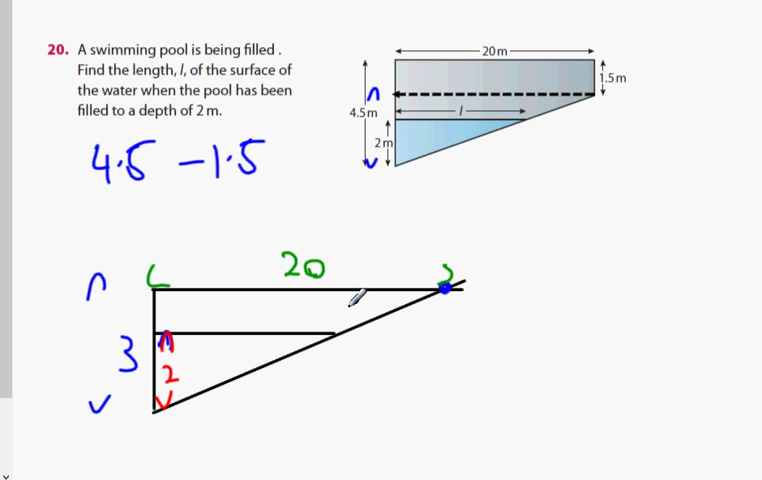 20. A swimming pool is being filled .
Find the length, l, of the surface of
the water when the pool has been
filled to a depth of 2 m.
20 m
1.5 m
4.5 m
l
2 m
4.5 - 1.5
20
3
2